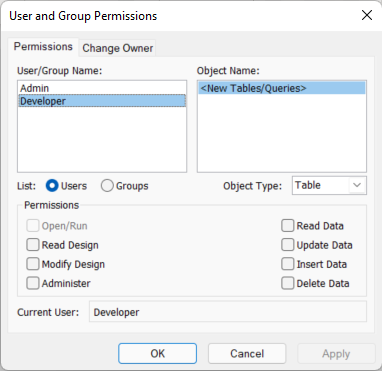 User and Group Permissions
Permissions Change Owner
User/Group Name: Object Name:
Admin <New Tables/Queries>
Developer
List: Users Groups Object Type: Table
Permissions
Open/Run Read Data
Read Design Update Data
Modify Design Insert Data
Administer Delete Data
Current User: Developer
OK Cancel Apply